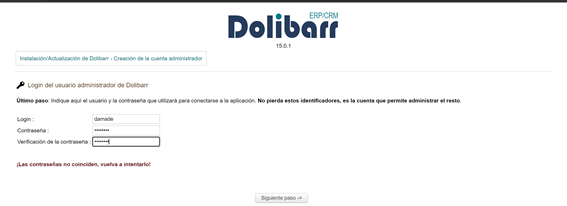 Dolibarr ERP/CRM
15.0.1
Instalación/Actualización de Dolibarr - Creación de la cuenta administrador
Login del usuario administrador de Dolibarr
Último paso: Indique aquí el usuario y la contraseña que utilizará para conectarse a la aplicación. No pierda estos identificadores, es la cuenta que permite administrar el resto.
Login : damade
Contraseña : ••••••••
Verificación de la contraseña : ••••••••
¡Las contraseñas no coinciden, vuelva a intentarlo!
Siguiente paso ->